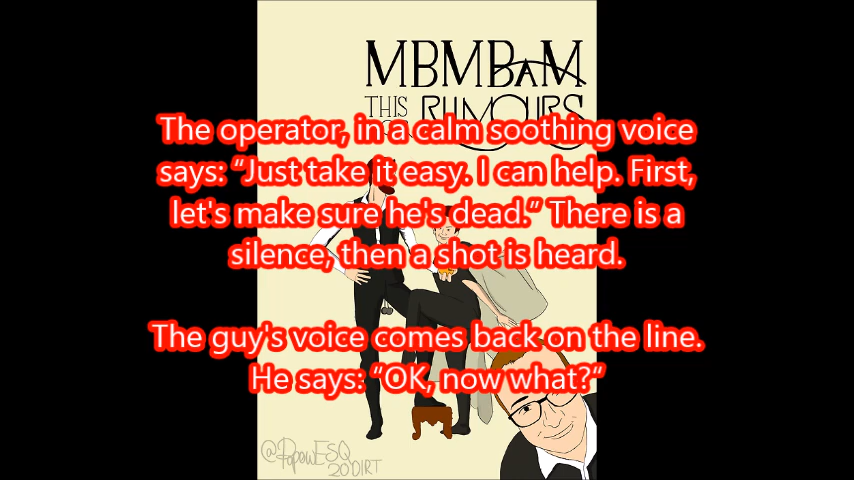 MBMBAM
THIS RUMOURS
The operator, in a calm soothing voice
says: “Just take it easy. I can help. First,
let's make sure he's dead.” There is a
silence, then a shot is heard.
The guy's voice comes back on the line.
He says: “OK, now what?”
@PopowESQ
20'DIRT